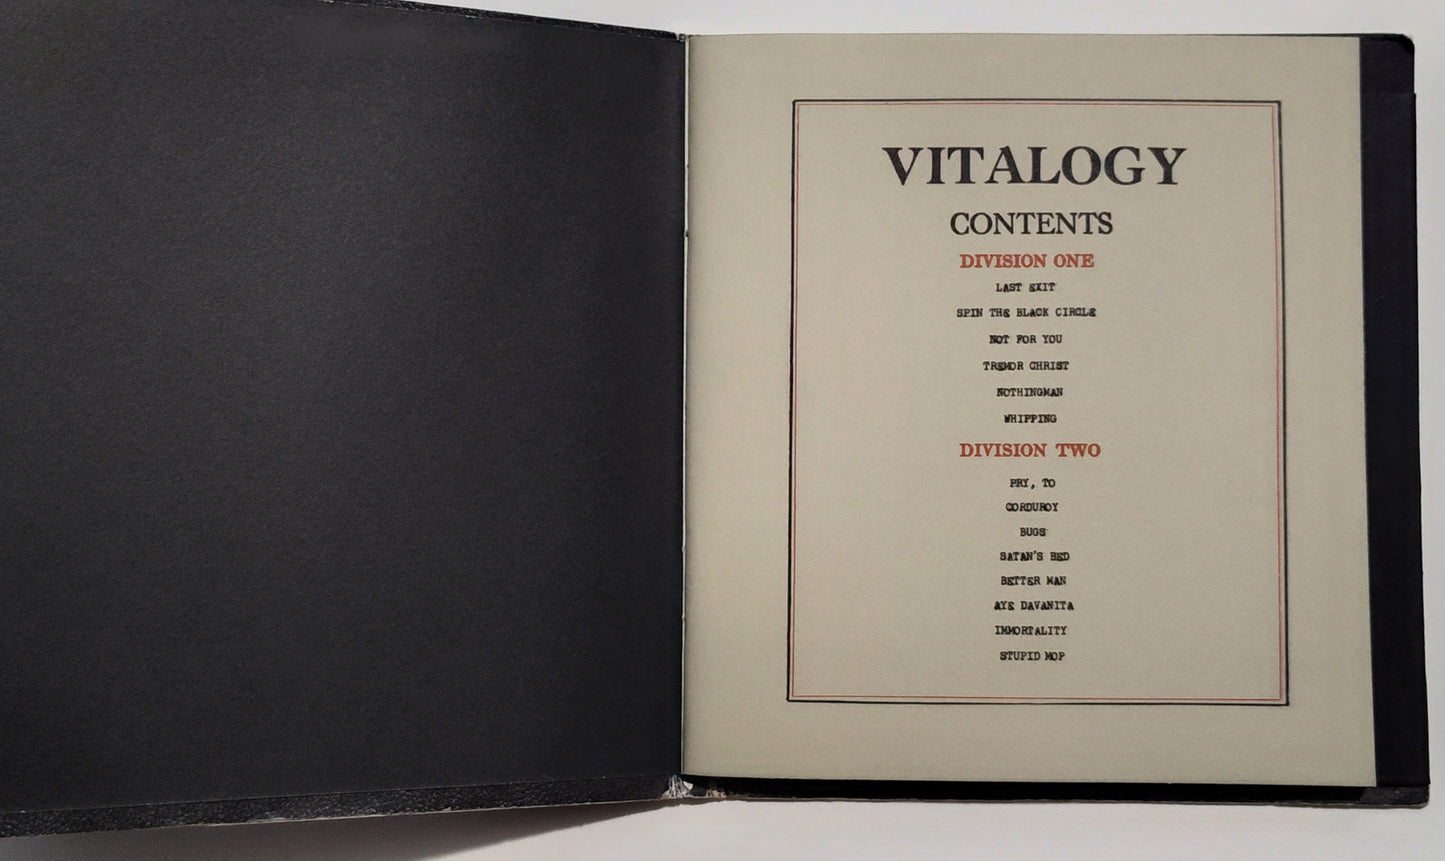 VITALOGY
CONTENTS
DIVISION ONE
LAST EXIT
SPIN THE BLACK CIRCLE
NOT FOR YOU
TREMOR CHRIST
NOTHINGMAN
WHIPPING
DIVISION TWO
PRY, TO
CORDUROY
BUGS
SATAN'S BED
BETTER MAN
AYE DAVANITA
IMMORTALITY
STUPID MOP